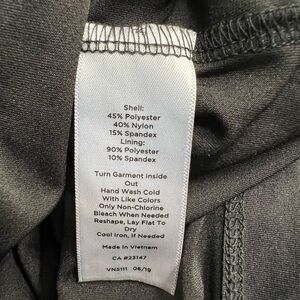 Shell:
45% Polyester
40% Nylon
15% Spandex
Lining:
90% Polyester
10% Spandex
Turn Garment Inside
Out
Hand Wash Cold
With Like Colors
Only Non-Chlorine
Bleach When Needed
Reshape, Lay Flat To
Dry
Cool Iron, If Needed
Made In Vietnam
CA #23147
VN5111 06/19